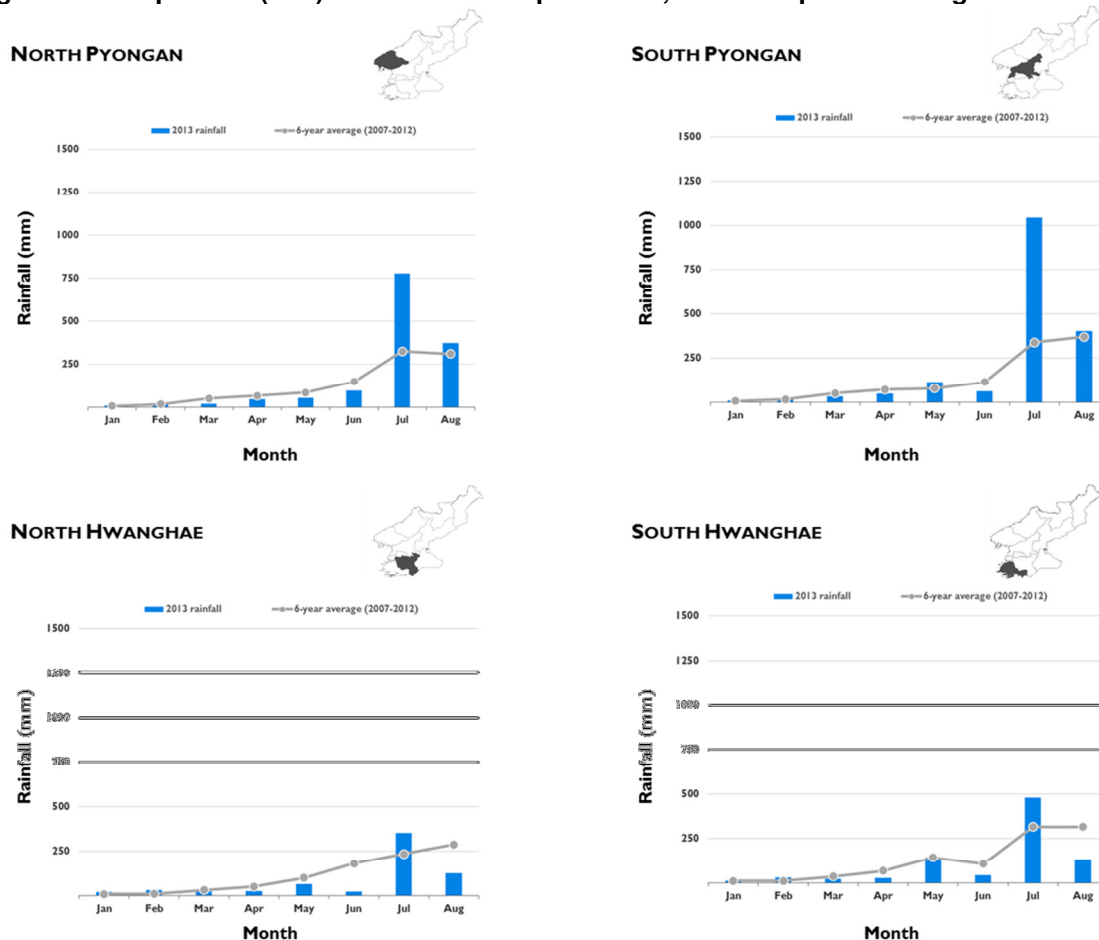 NORTH PYONGAN
2013 rainfall 6-year average (2007-2012)
1500
1250
1000
750
500
250
Rainfall (mm)
Jan Feb Mar Apr May Jun Jul Aug
Month
SOUTH PYONGAN
2013 rainfall 6-year average (2007-2012)
1500
1250
1000
750
500
250
Rainfall (mm)
Jan Feb Mar Apr May Jun Jul Aug
Month
NORTH HWANGHAE
2013 rainfall 6-year average (2007-2012)
1500
1250
1000
750
500
250
Rainfall (mm)
Jan Feb Mar Apr May Jun Jul Aug
Month
SOUTH HWANGHAE
2013 rainfall 6-year average (2007-2012)
1500
1250
1000
750
500
250
Rainfall (mm)
Jan Feb Mar Apr May Jun Jul Aug
Month